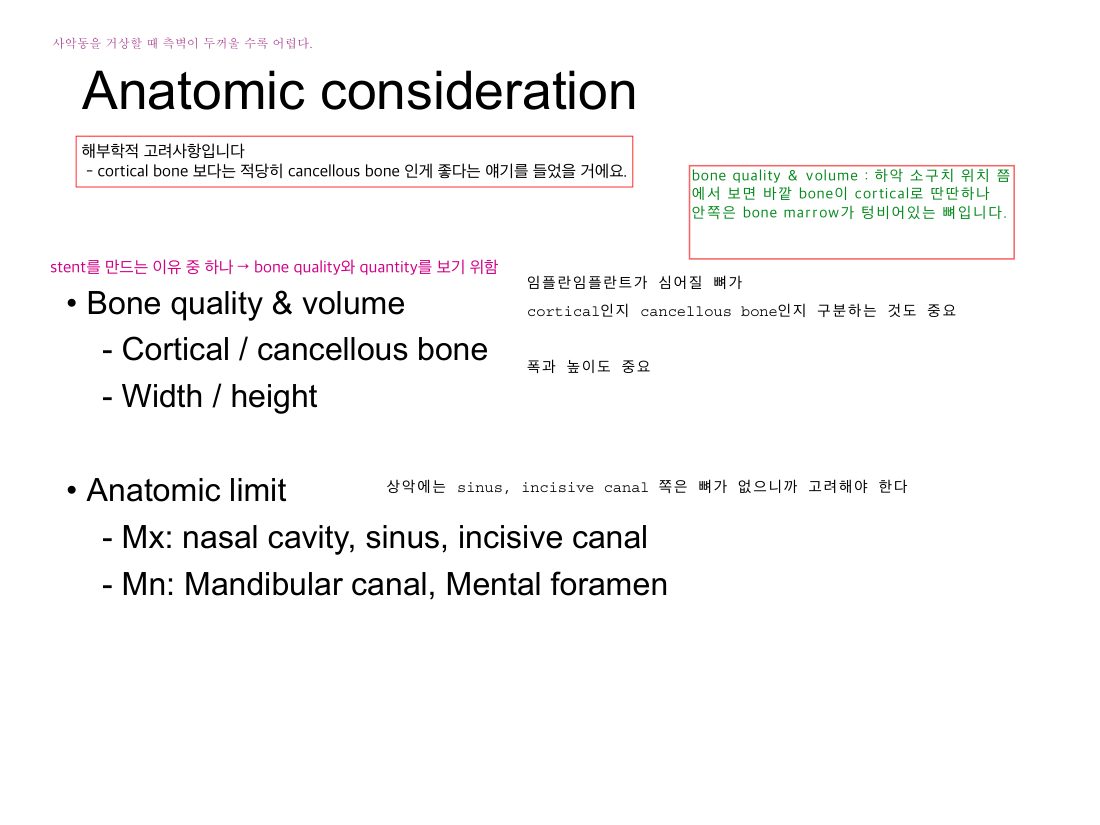 사악동을 거상할 때 측벽이 두꺼울 수록 어렵다.
Anatomic consideration
해부학적 고려사항입니다
- cortical bone 보다는 적당히 cancellous bone 인게 좋다는 얘기를 들었을 거에요.
bone quality & volume : 하악 소구치 위치 쯤
에서 보면 바깥 bone이 cortical로 딴딴하나
안쪽은 bone marrow가 텅비어있는 뼈입니다.
stent를 만드는 이유 중 하나 → bone quality와 quantity를 보기 위함
임플란임플란트가 심어질 뼈가
• Bone quality & volume
cortical인지 cancellous bone인지 구분하는 것도 중요
- Cortical / cancellous bone
폭과 높이도 중요
- Width / height
• Anatomic limit
상악에는 sinus, incisive canal 쪽은 뼈가 없으니까 고려해야 한다
- Mx: nasal cavity, sinus, incisive canal
- Mn: Mandibular canal, Mental foramen